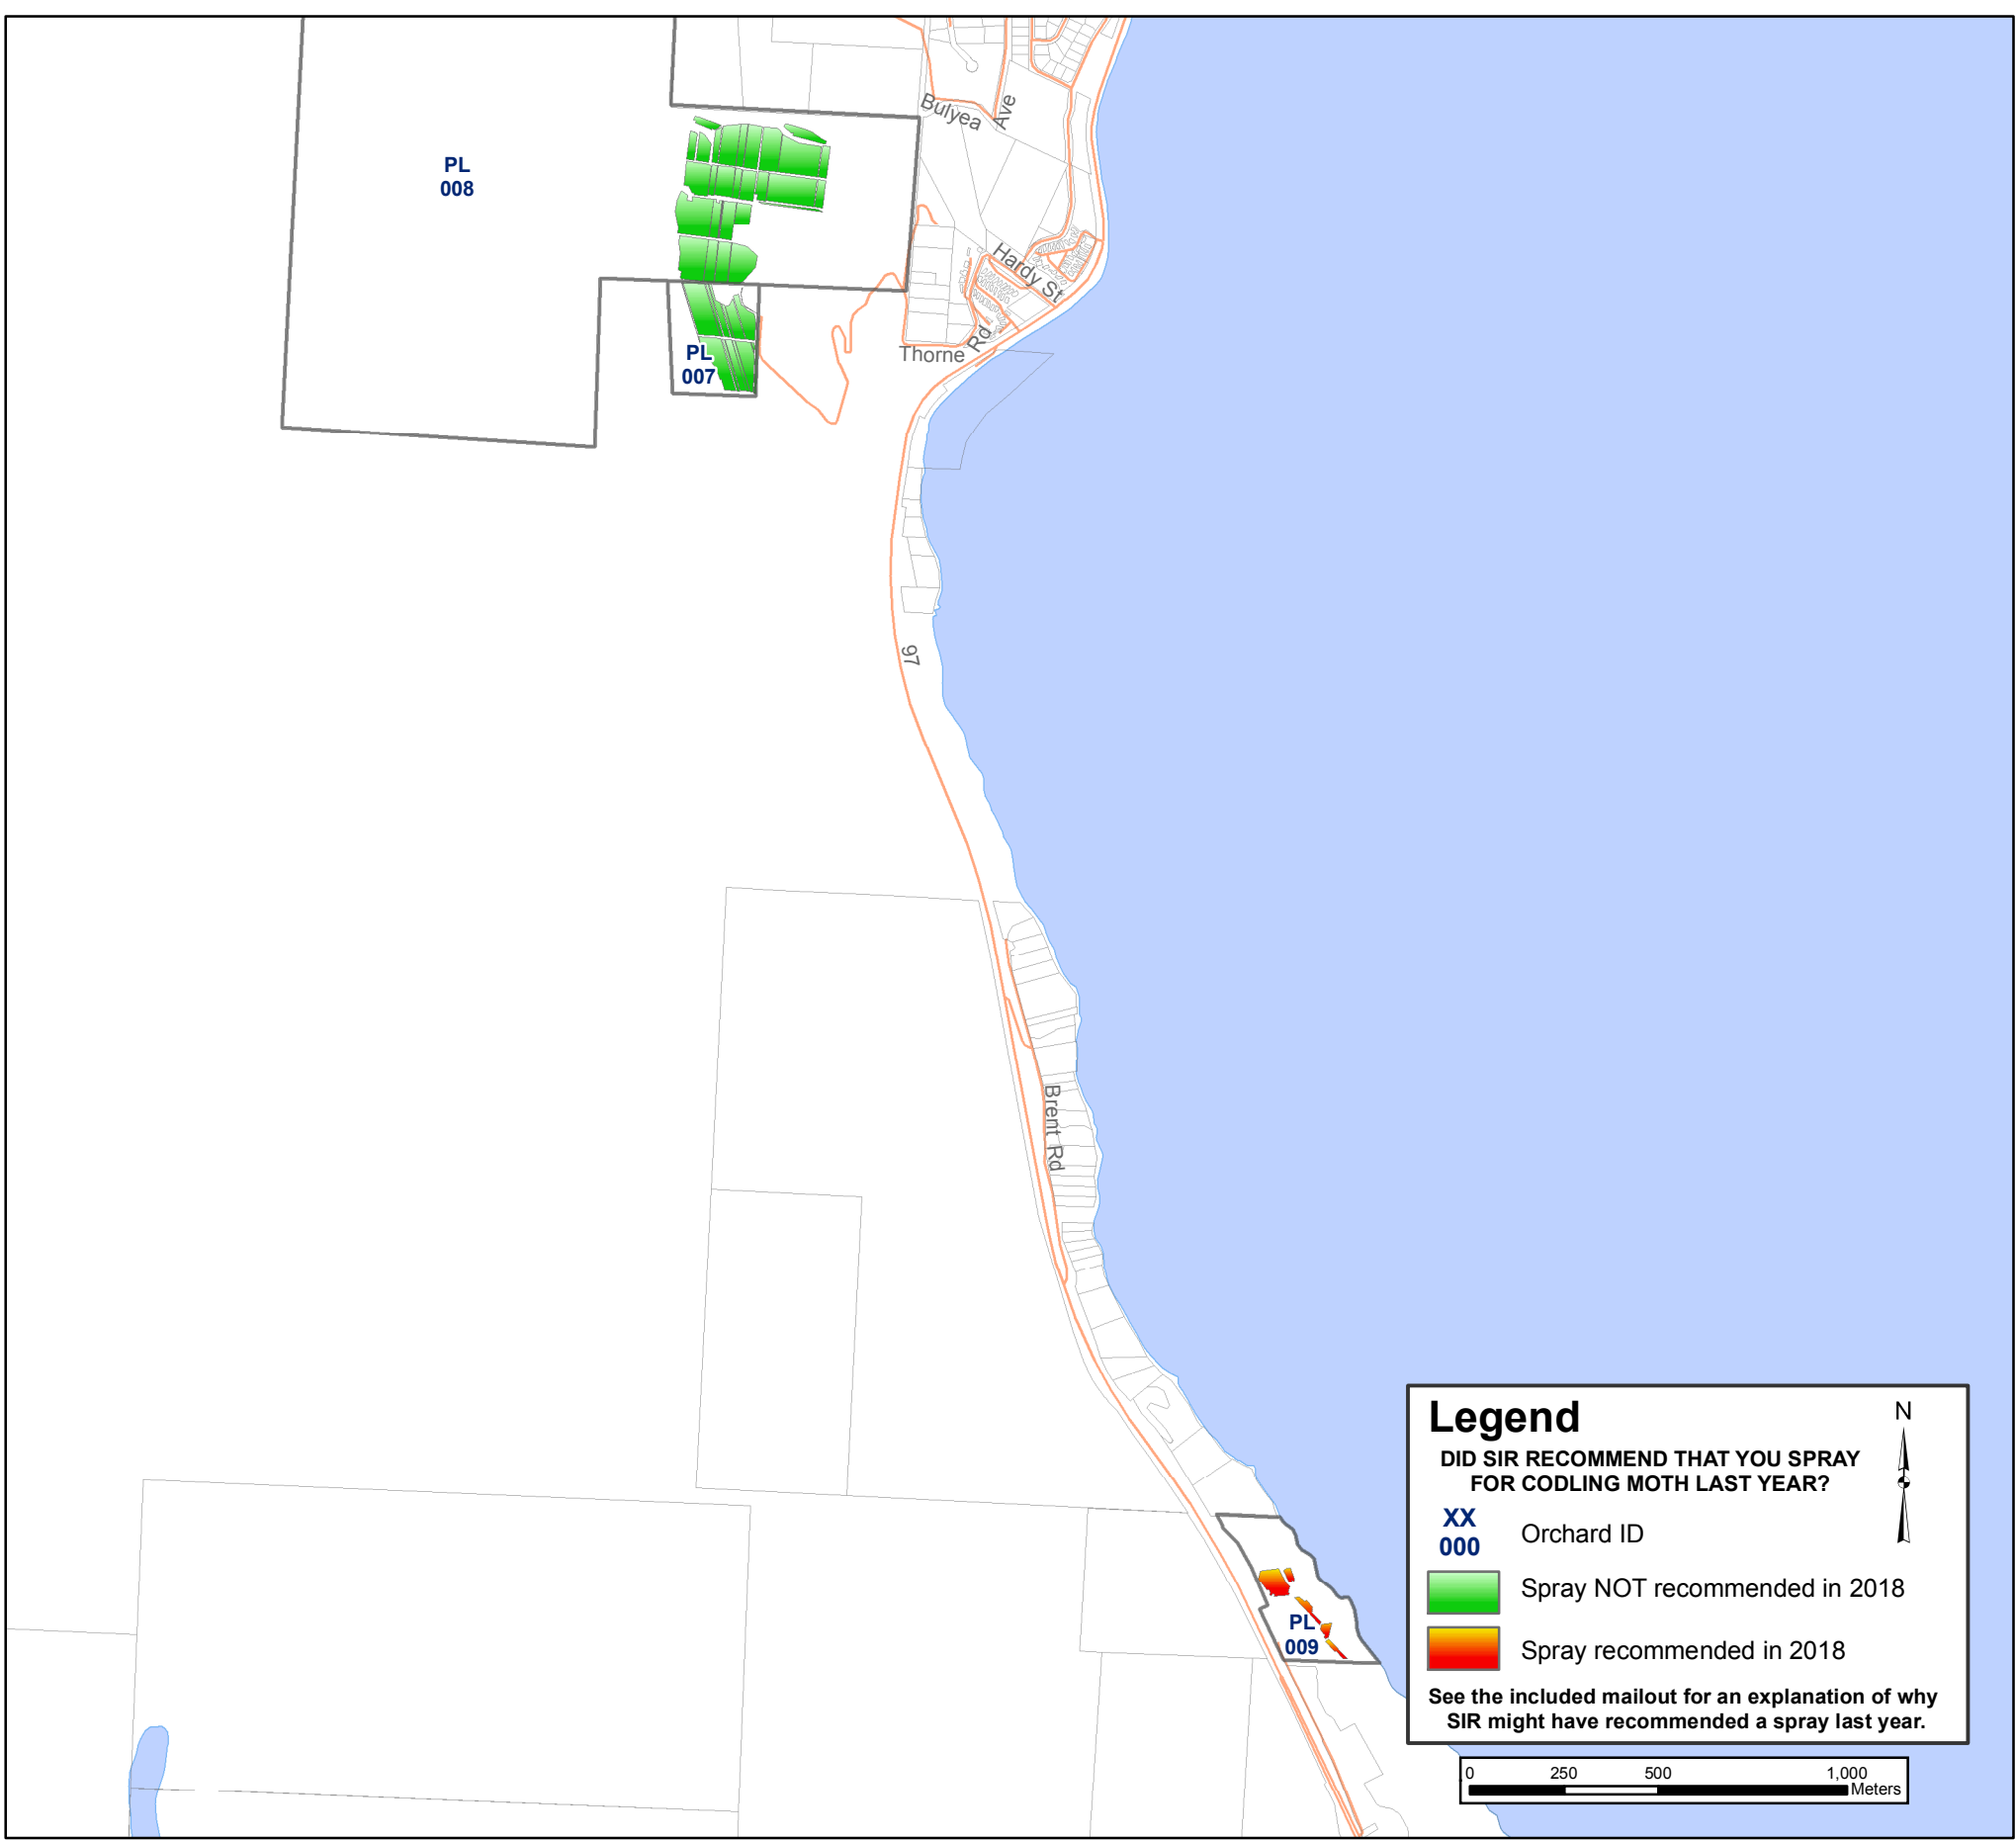 Bulyea
Ave
PL
008
Hardy St
PL
007
Thorne
Rd
97
Brent Rd
Legend
N
DID SIR RECOMMEND THAT YOU SPRAY
FOR CODLING MOTH LAST YEAR?
XX
000
Orchard ID
Spray NOT recommended in 2018
Spray recommended in 2018
See the included mailout for an explanation of why
SIR might have recommended a spray last year.
PL
009
0 250 500 1,000
Meters